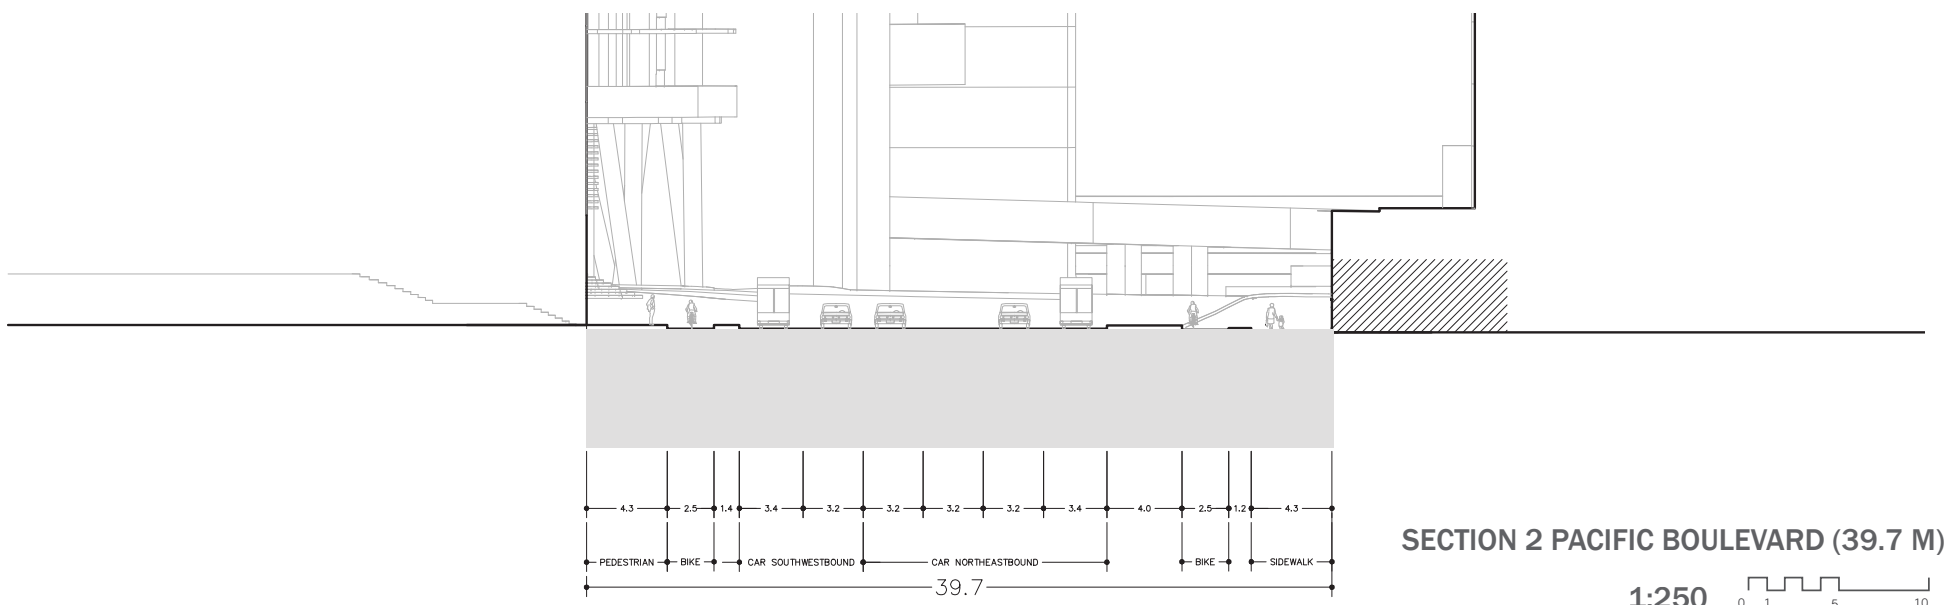 4.3 2.5 1.4 3.4 3.2 3.2 3.2 3.2 3.4 4.0 2.5 1.2 4.3
PEDESTRIAN BIKE CAR SOUTHWESTBOUND CAR NORTHEASTBOUND BIKE SIDEWALK
39.7
SECTION 2 PACIFIC BOULEVARD (39.7 M)
1:250
0 1 5 10